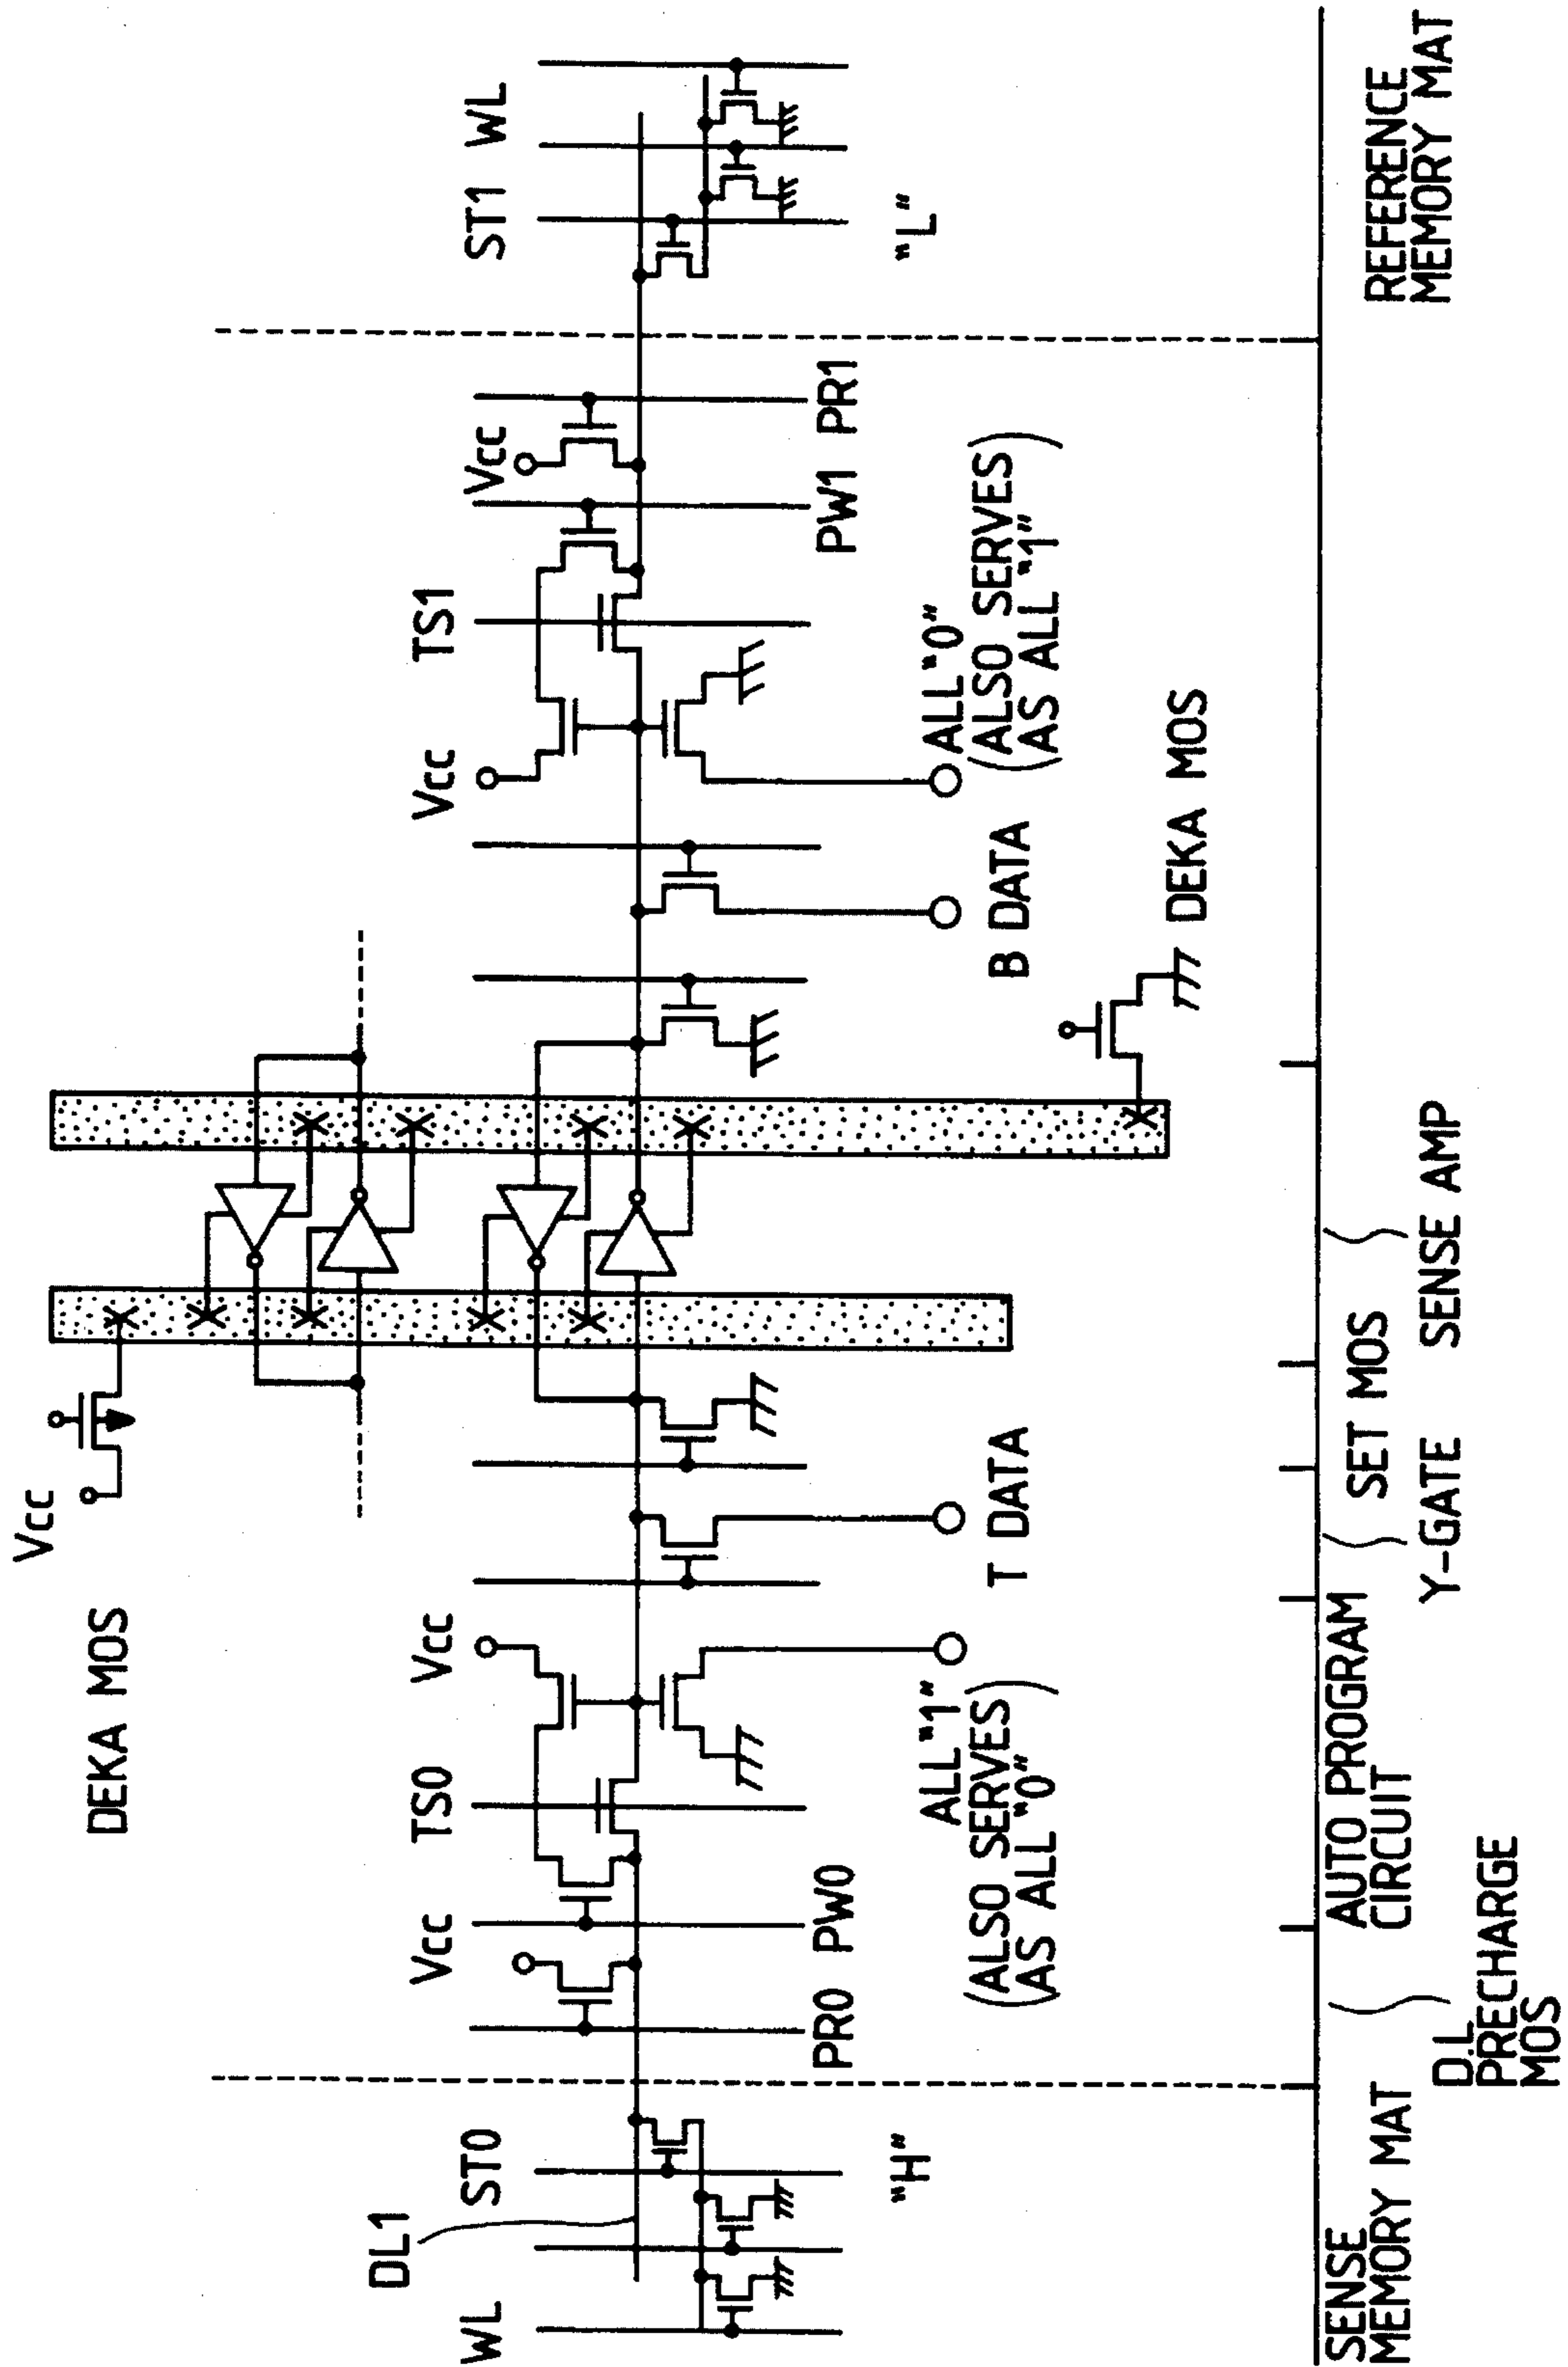 Vcc
DEKA MOS
DL1
TS0
Vcc
Vcc
TS1
Vcc
WL
ST0
Vcc
ST1
WL
PR0
PW0
PW1
PR1
"H"
ALL "1"
(ALSO SERVES)
(AS ALL "0")
T DATA
B DATA
ALL "0"
(ALSO SERVES)
(AS ALL "1")
"L"
DEKA MOS
SENSE
MEMORY MAT
D.L
PRECHARGE
MOS
AUTO PROGRAM
CIRCUIT
Y-GATE
SET MOS
SENSE AMP
REFERENCE
MEMORY MAT